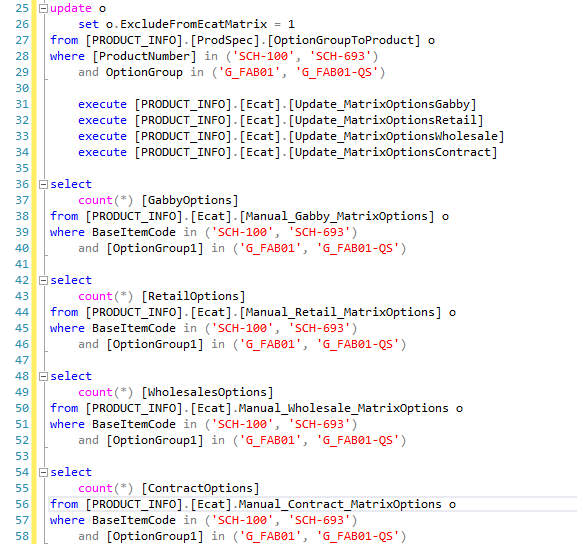 25 update o
26 set o.ExcludeFromEcatMatrix = 1
27 from [PRODUCT_INFO].[ProdSpec].[OptionGroupToProduct] o
28 where [ProductNumber] in ('SCH-100', 'SCH-693')
29 and OptionGroup in ('G_FAB01', 'G_FAB01-QS')
30
31 execute [PRODUCT_INFO].[Ecat].[Update_MatrixOptionsGabby]
32 execute [PRODUCT_INFO].[Ecat].[Update_MatrixOptionsRetail]
33 execute [PRODUCT_INFO].[Ecat].[Update_MatrixOptionsWholesale]
34 execute [PRODUCT_INFO].[Ecat].[Update_MatrixOptionsContract]
35
36 select
37 count(*) [GabbyOptions]
38 from [PRODUCT_INFO].[Ecat].[Manual_Gabby_MatrixOptions] o
39 where BaseItemCode in ('SCH-100', 'SCH-693')
40 and [OptionGroup1] in ('G_FAB01', 'G_FAB01-QS')
41
42 select
43 count(*) [RetailOptions]
44 from [PRODUCT_INFO].[Ecat].[Manual_Retail_MatrixOptions] o
45 where BaseItemCode in ('SCH-100', 'SCH-693')
46 and [OptionGroup1] in ('G_FAB01', 'G_FAB01-QS')
47
48 select
49 count(*) [WholesalesOptions]
50 from [PRODUCT_INFO].[Ecat].Manual_Wholesale_MatrixOptions o
51 where BaseItemCode in ('SCH-100', 'SCH-693')
52 and [OptionGroup1] in ('G_FAB01', 'G_FAB01-QS')
53
54 select
55 count(*) [ContractOptions]
56 from [PRODUCT_INFO].[Ecat].Manual_Contract_MatrixOptions o
57 where BaseItemCode in ('SCH-100', 'SCH-693')
58 and [OptionGroup1] in ('G_FAB01', 'G_FAB01-QS')